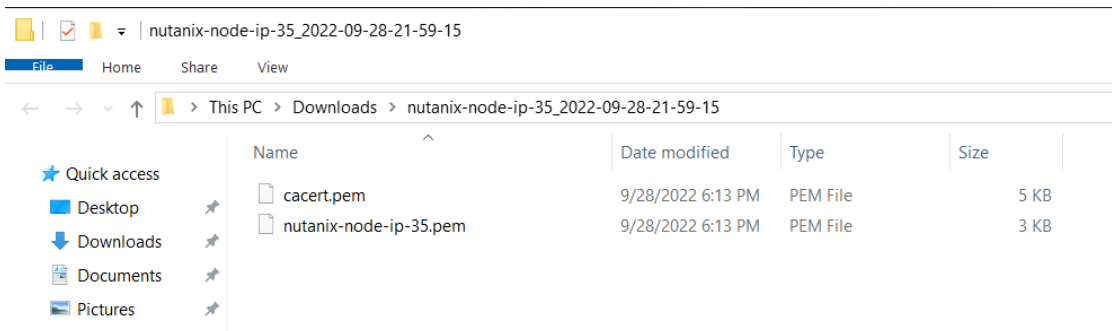 nutanix-node-ip-35_2022-09-28-21-59-15
File Home Share View
This PC > Downloads > nutanix-node-ip-35_2022-09-28-21-59-15
Name Date modified Type Size
Quick access
Desktop
Downloads
Documents
Pictures
cacert.pem 9/28/2022 6:13 PM PEM File 5 KB
nutanix-node-ip-35.pem 9/28/2022 6:13 PM PEM File 3 KB